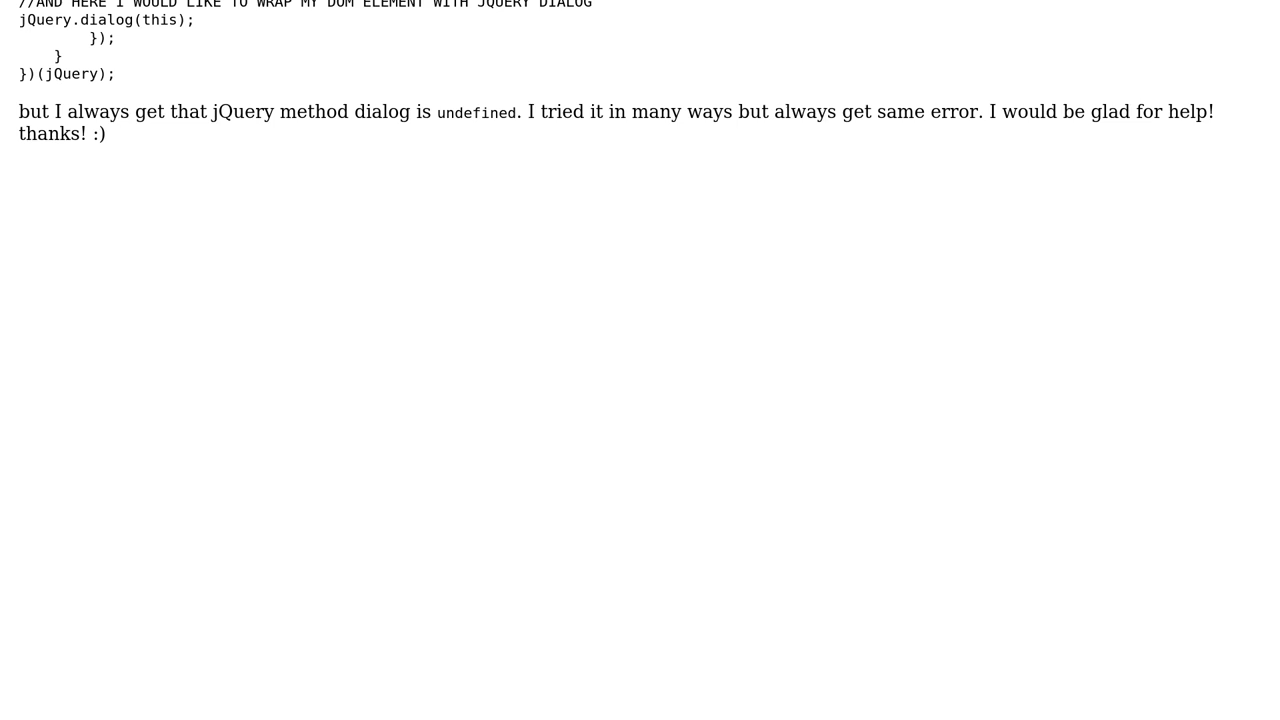 //AND HERE I WOULD LIKE TO WRAP MY DOM ELEMENT WITH JQUERY DIALOG
jQuery.dialog(this);
        });
    }
})(jQuery);
but I always get that jQuery method dialog is undefined. I tried it in many ways but always get same error. I would be glad for help!
thanks! :)